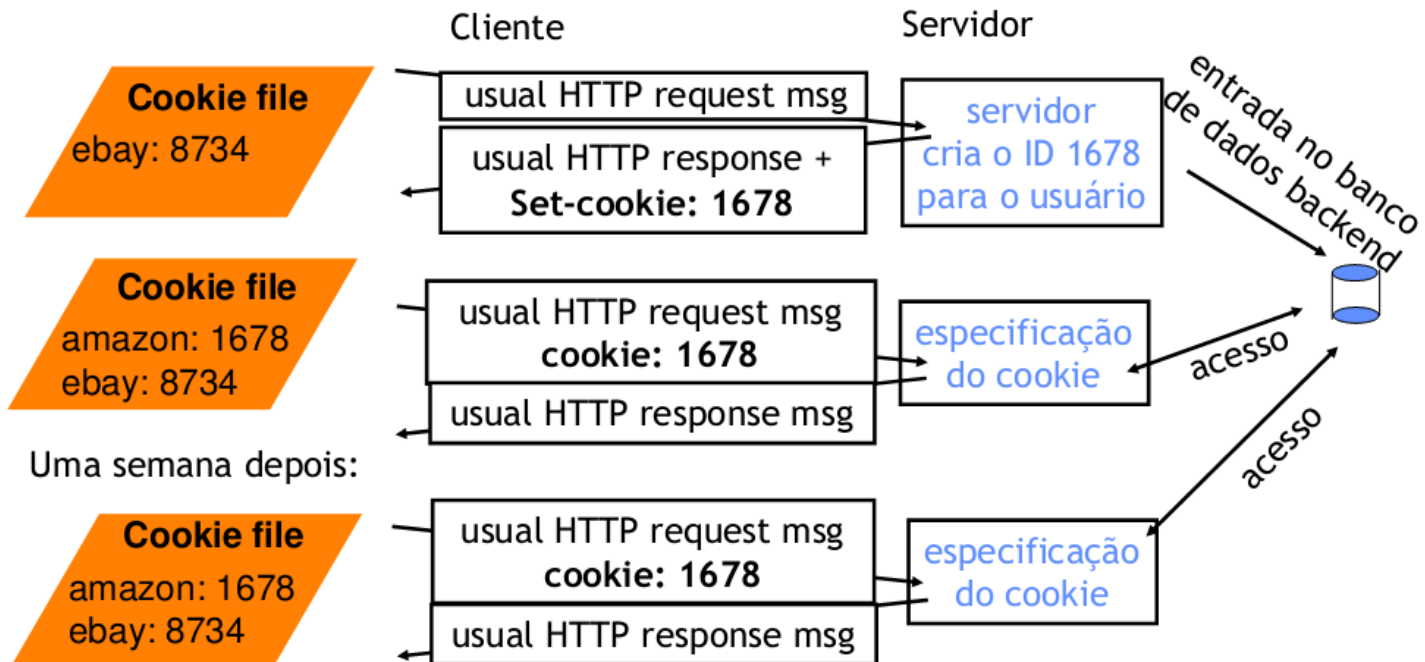 Cliente
Servidor
Cookie file
ebay: 8734
usual HTTP request msg
usual HTTP response +
Set-cookie: 1678
servidor
cria o ID 1678
para o usuário
entrada no banco
de dados backend
Cookie file
amazon: 1678
ebay: 8734
usual HTTP request msg
cookie: 1678
usual HTTP response msg
especificação
do cookie
acesso
acesso
Uma semana depois:
Cookie file
amazon: 1678
ebay: 8734
usual HTTP request msg
cookie: 1678
usual HTTP response msg
especificação
do cookie